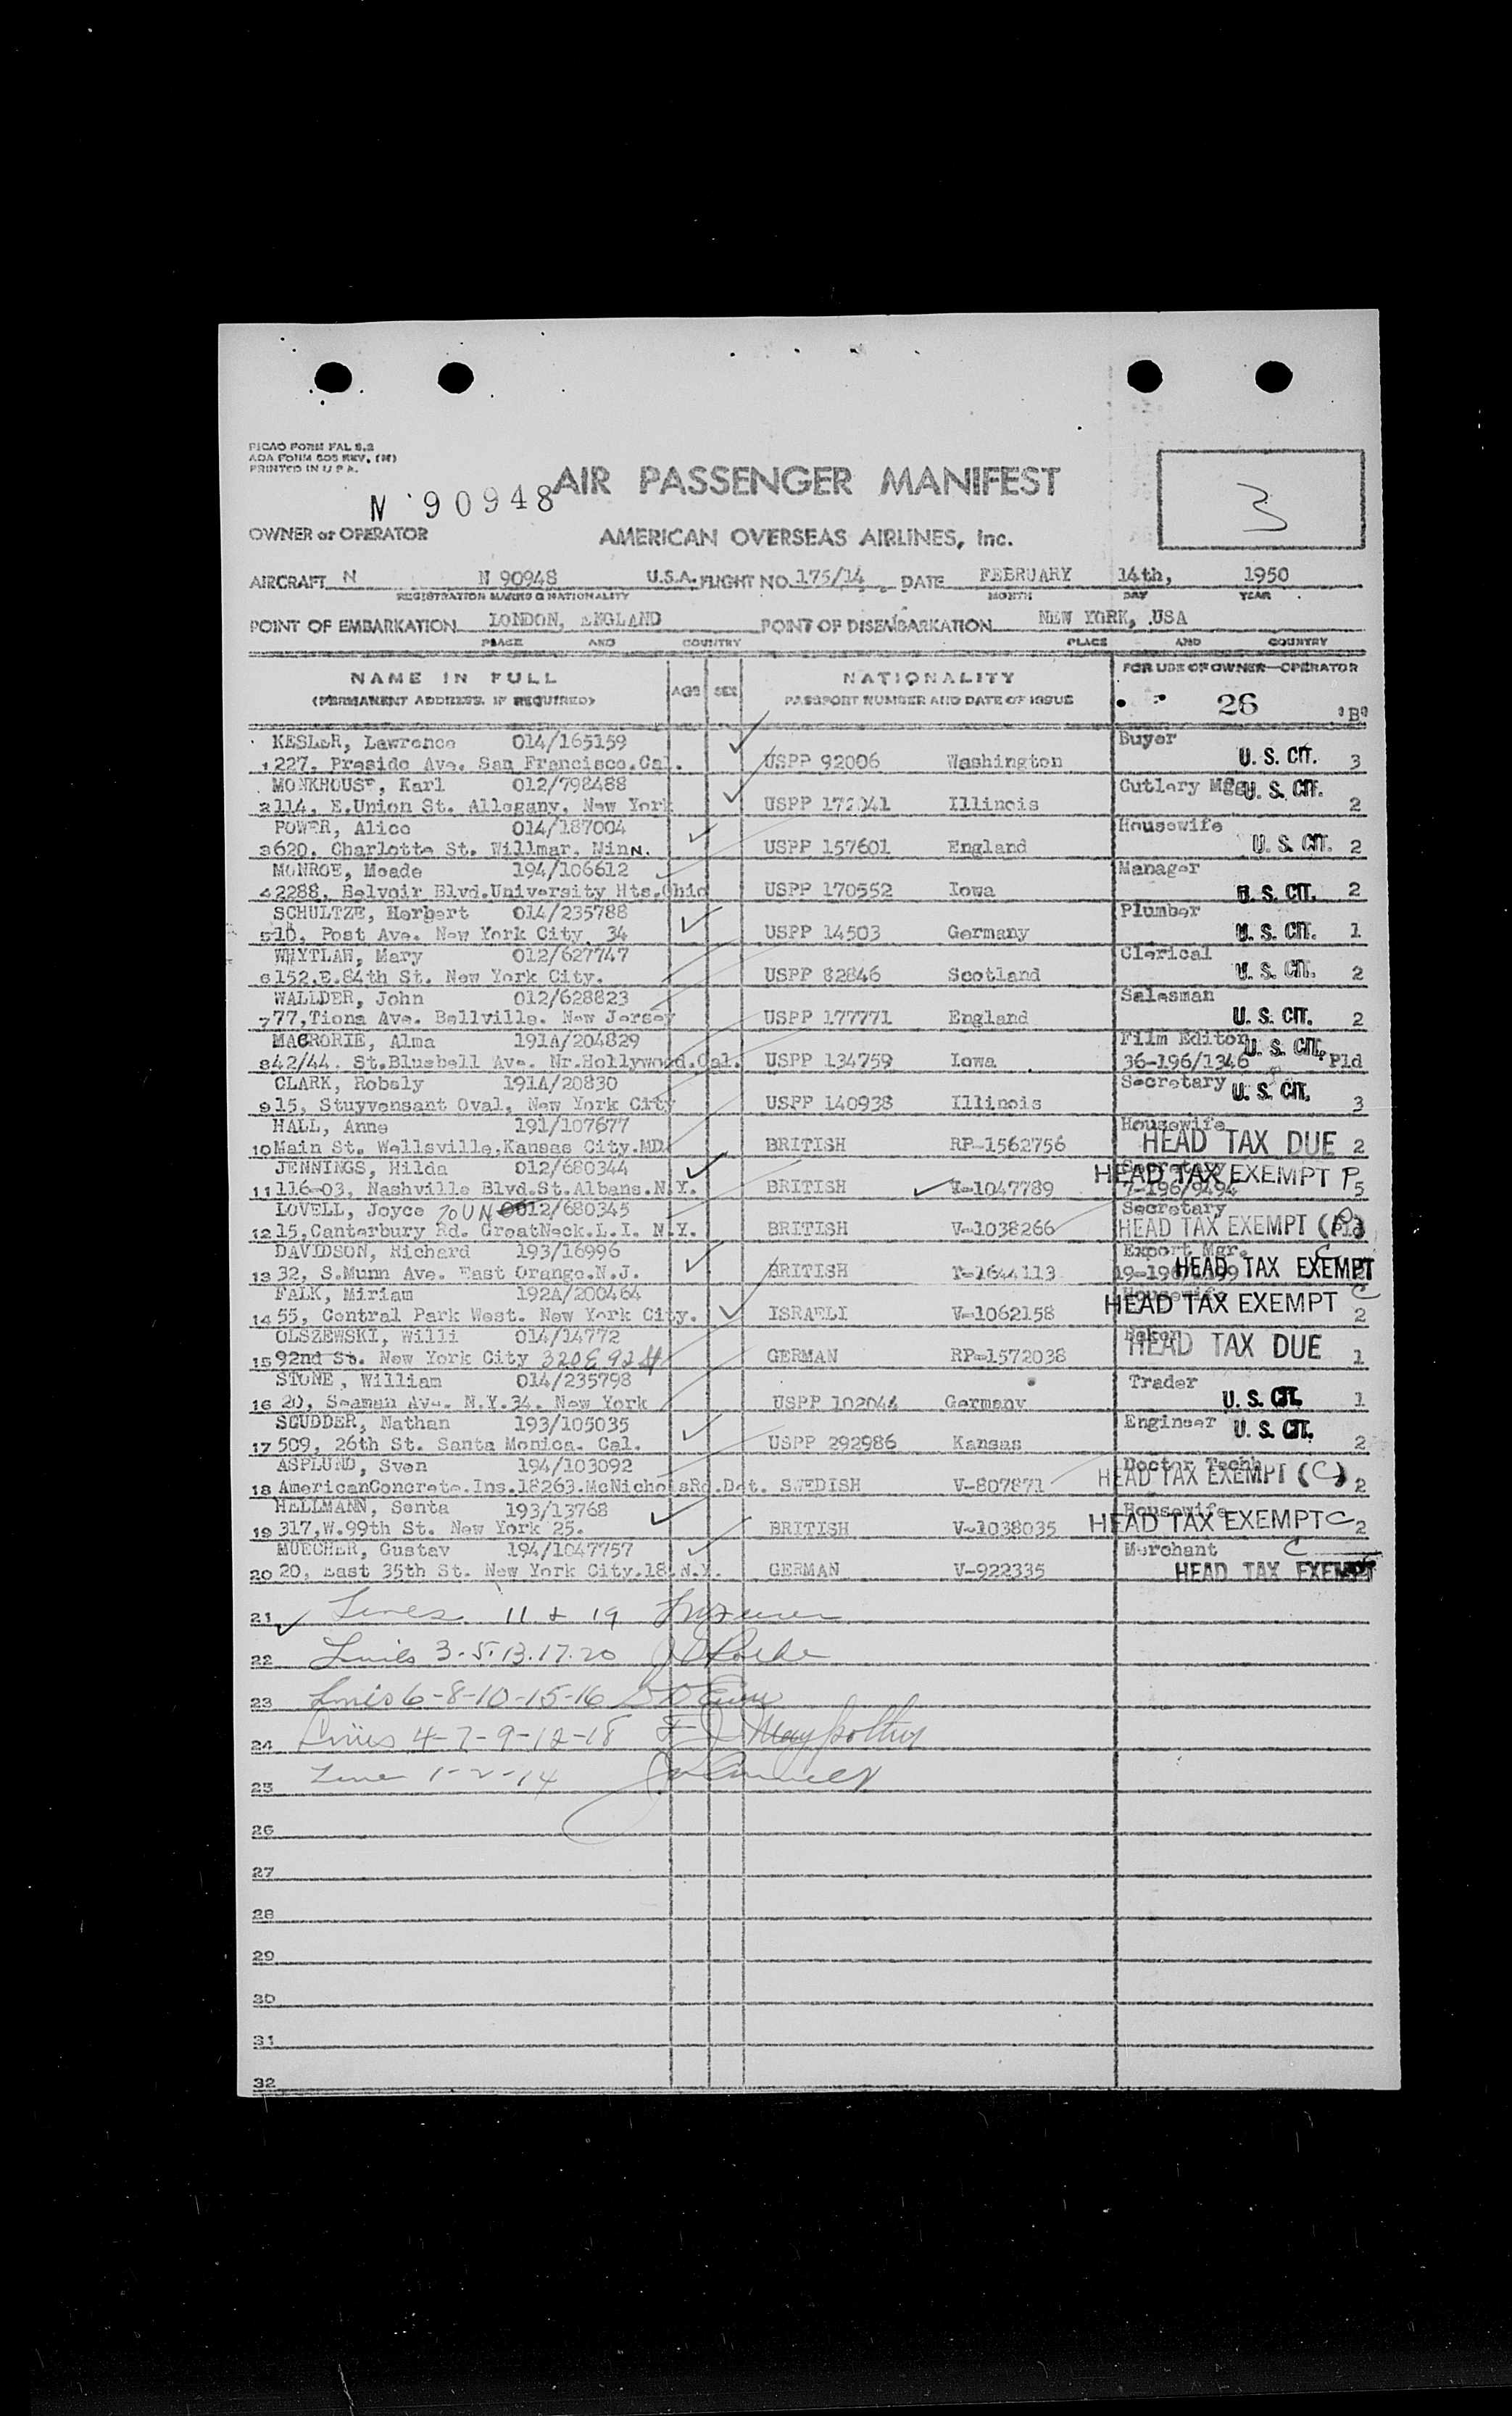 PICAO FORM FAL 5.2
AOA FORM 605 REV. (M)
PRINTED IN U.S.A.
N 90948 AIR PASSENGER MANIFEST
3
OWNER or OPERATOR AMERICAN OVERSEAS AIRLINES, Inc.
AIRCRAFT N N 90948 U.S.A. FLIGHT NO. 175/14 DATE FEBRUARY 14th, 1950
REGISTRATION MARKS & NATIONALITY MONTH DAY YEAR
POINT OF EMBARKATION LONDON, ENGLAND POINT OF DISEMBARKATION NEW YORK, USA
PLACE AND COUNTRY PLACE AND COUNTRY
NAME IN FULL AGE SEX NATIONALITY FOR USE OF OWNER—OPERATOR
(PERMANENT ADDRESS, IF REQUIRED) PASSPORT NUMBER AND DATE OF ISSUE 26 "B"
KESLER, Lawrence 014/165159 Buyer
1 227, Presido Ave. San Francisco.Cal. USPP 92006 Washington U. S. CIT. 3
MONKHOUSE, Karl 012/798488 Cutlery Mfg U. S. CIT.
2 114, E.Union St. Allegany, New York USPP 172041 Illinois 2
POWER, Alice 014/187004 Housewife
3 620, Charlotte St. Willmar. Minn. USPP 157601 England U. S. CIT. 2
MONROE, Meade 194/106612 Manager
4 2288, Belvoir Blvd.University Hts.Ohio USPP 170552 Iowa U. S. CIT. 2
SCHULTZE, Herbert 014/235788 Plumber
5 10, Post Ave. New York City, 34 USPP 14503 Germany U. S. CIT. 1
WHYTLAW, Mary 012/627747 Clerical
6 152,E.84th St. New York City. USPP 82846 Scotland U. S. CIT. 2
WALLDER, John 012/628823 Salesman
7 77,Tiona Ave. Bellville. New Jersey USPP 177771 England U. S. CIT. 2
MACRORIE, Alma 191A/204829 Film Editor U. S. CIT.
8 42/44. St.Bluebell Ave. Nr.Hollywood.Cal. USPP 134759 Iowa 36-196/1346 P1d
CLARK, Robsly 191A/20830 Secretary U. S. CIT.
9 15, Stuyvensant Oval, New York City USPP 140938 Illinois 3
HALL, Anne 191/107677 Housewife
10 Main St. Wellsville,Kansas City.MD. BRITISH RP-1562756 HEAD TAX DUE 2
JENNINGS, Hilda 012/680344 Secretary HEAD TAX EXEMPT P
11 116-03, Nashville Blvd.St.Albans.N.Y. BRITISH I-1047789 7-196/9494 5
LOVELL, Joyce 012/680345 Secretary
12 15,Canterbury Rd. GreatNeck.L.I. N.Y. BRITISH V-1038266 HEAD TAX EXEMPT (P)
DAVIDSON, Richard 193/16996 Export Mgr. C
13 32, S.Munn Ave. East Orange.N.J. BRITISH T-1644113 HEAD TAX EXEMPT
FALK, Miriam 192A/200464 Housewife HEAD TAX EXEMPT C
14 55, Central Park West. New York City. ISRAELI V-1062158 2
OLSZEWSKI, Willi 014/14772 Baker HEAD TAX DUE
15 92nd St. New York City 320 E 92 St GERMAN RP-1572038 1
STONE, William 014/235798 Trader
16 20, Seaman Ave. N.Y.34. New York USPP 102044 Germany U. S. CIT. 1
SCUDDER, Nathan 193/105035 Engineer U. S. CIT.
17 509, 26th St. Santa Monica. Cal. USPP 292986 Kansas 2
ASPLUND, Sven 194/103092 Doctor Tech. HEAD TAX EXEMPT (C)
18 AmericanConcrete.Ins.18263.McNicholsRd.Det. SWEDISH V-807871 2
HELLMANN, Senta 193/13768 Housewife HEAD TAX EXEMPT C
19 317,W.99th St. New York 25. BRITISH V-1038035 2
MUECHER, Gustav 194/1047757 Merchant C
20 20, East 35th St. New York City.18.N.Y. GERMAN V-922335 HEAD TAX EXEMPT
21 Lines 11 & 19
22 Lines 3-5-13-17-20
23 Lines 6-8-10-15-16
24 Lines 4-7-9-12-18
25 Line 1-2-14
26
27
28
29
30
31
32